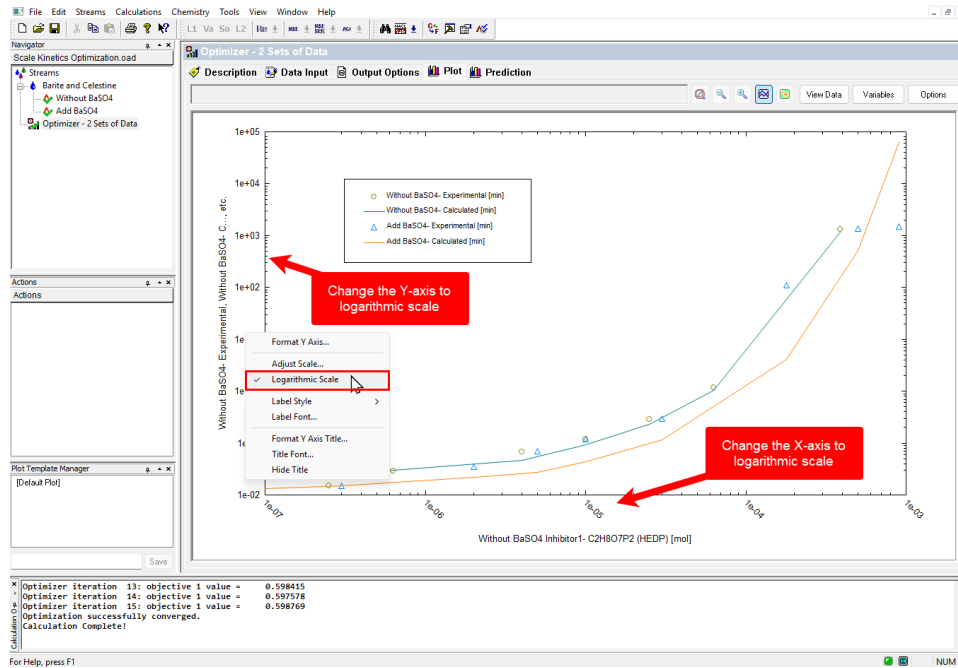 File Edit Streams Calculations Chemistry Tools View Window Help
L1 Va So L2
Navigator
Scale Kinetics Optimization.oad
Streams
Barite and Celestine
Without BaSO4
Add BaSO4
Optimizer - 2 Sets of Data
Actions
Actions
Plot Template Manager
[Default Plot]
Save
Optimizer - 2 Sets of Data
Description Data Input Output Options Plot Prediction
View Data Variables Options
1e+05
1e+04
1e+03
1e+02
1e
1e
1e
1e-02
Without BaSO4- Experimental, Without BaSO4- C..., etc.
Without BaSO4- Experimental [min]
Without BaSO4- Calculated [min]
Add BaSO4- Experimental [min]
Add BaSO4- Calculated [min]
Change the Y-axis to
logarithmic scale
Format Y Axis...
Adjust Scale...
Logarithmic Scale
Label Style
Label Font...
Format Y Axis Title...
Title Font...
Hide Title
Change the X-axis to
logarithmic scale
1e-07 1e-06 1e-05 1e-04 1e-03
Without BaSO4 Inhibitor1- C2H8O7P2 (HEDP) [mol]
Calculation O
Optimizer iteration 13: objective 1 value = 0.598415
Optimizer iteration 14: objective 1 value = 0.597578
Optimizer iteration 15: objective 1 value = 0.598769
Optimization successfully converged.
Calculation Complete!
For Help, press F1
NUM